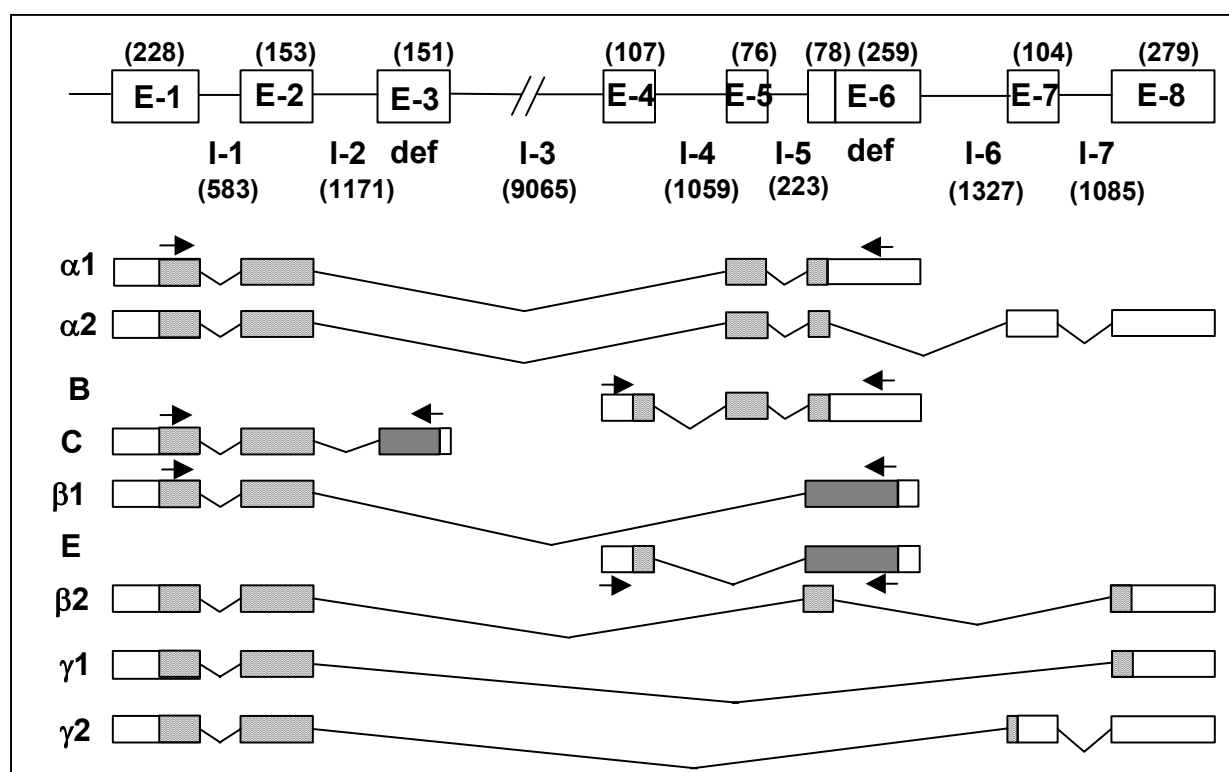 (228) (153) (151) (107) (76) (78) (259) (104) (279)
E-1 E-2 E-3 E-4 E-5 E-6 E-7 E-8
I-1 I-2 def I-3 I-4 I-5 def I-6 I-7
(583) (1171) (9065) (1059) (223) (1327) (1085)
α1
α2
B
C
β1
E
β2
γ1
γ2